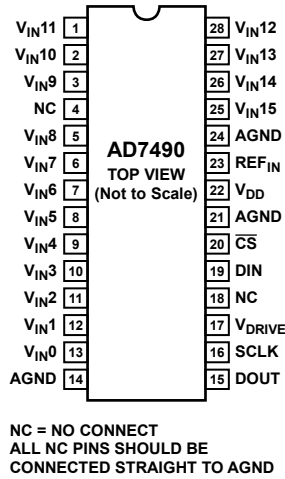 VIN11 1
VIN10 2
VIN9 3
NC 4
VIN8 5
VIN7 6
VIN6 7
VIN5 8
VIN4 9
VIN3 10
VIN2 11
VIN1 12
VIN0 13
AGND 14
AD7490
TOP VIEW
(Not to Scale)
28 VIN12
27 VIN13
26 VIN14
25 VIN15
24 AGND
23 REFIN
22 VDD
21 AGND
20 C̅S̅
19 DIN
18 NC
17 VDRIVE
16 SCLK
15 DOUT
NC = NO CONNECT
ALL NC PINS SHOULD BE
CONNECTED STRAIGHT TO AGND